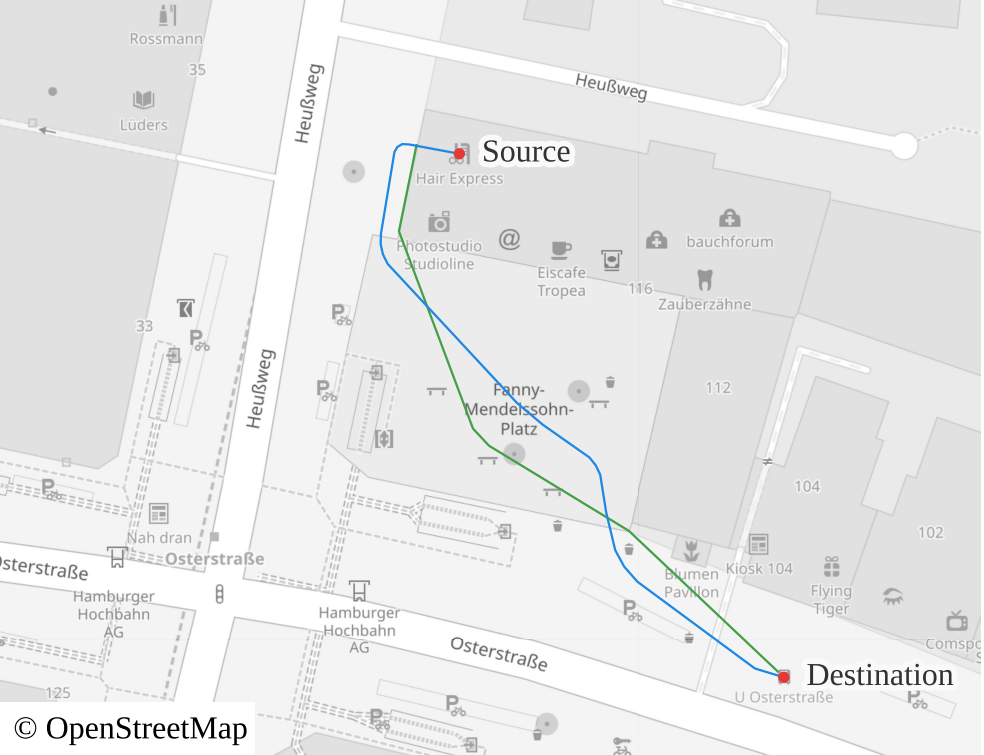 Rossmann
35
Lüders
Heußweg
Heußweg
Source
Hair Express
Photostudio
Studioline
@
Eiscafe
Tropea
bauchforum
116
Zauberzähne
33
P
P
P
Heußweg
112
Fanny-
Mendelssohn-
Platz
104
102
P
Nah dran
Osterstraße
Osterstraße
Hamburger
Hochbahn
AG
Hamburger
Hochbahn
AG
Kiosk 104
Blumen
Pavillon
Flying
Tiger
P
Comspo
Osterstraße
Destination
U Osterstraße
125
P
P
P
© OpenStreetMap